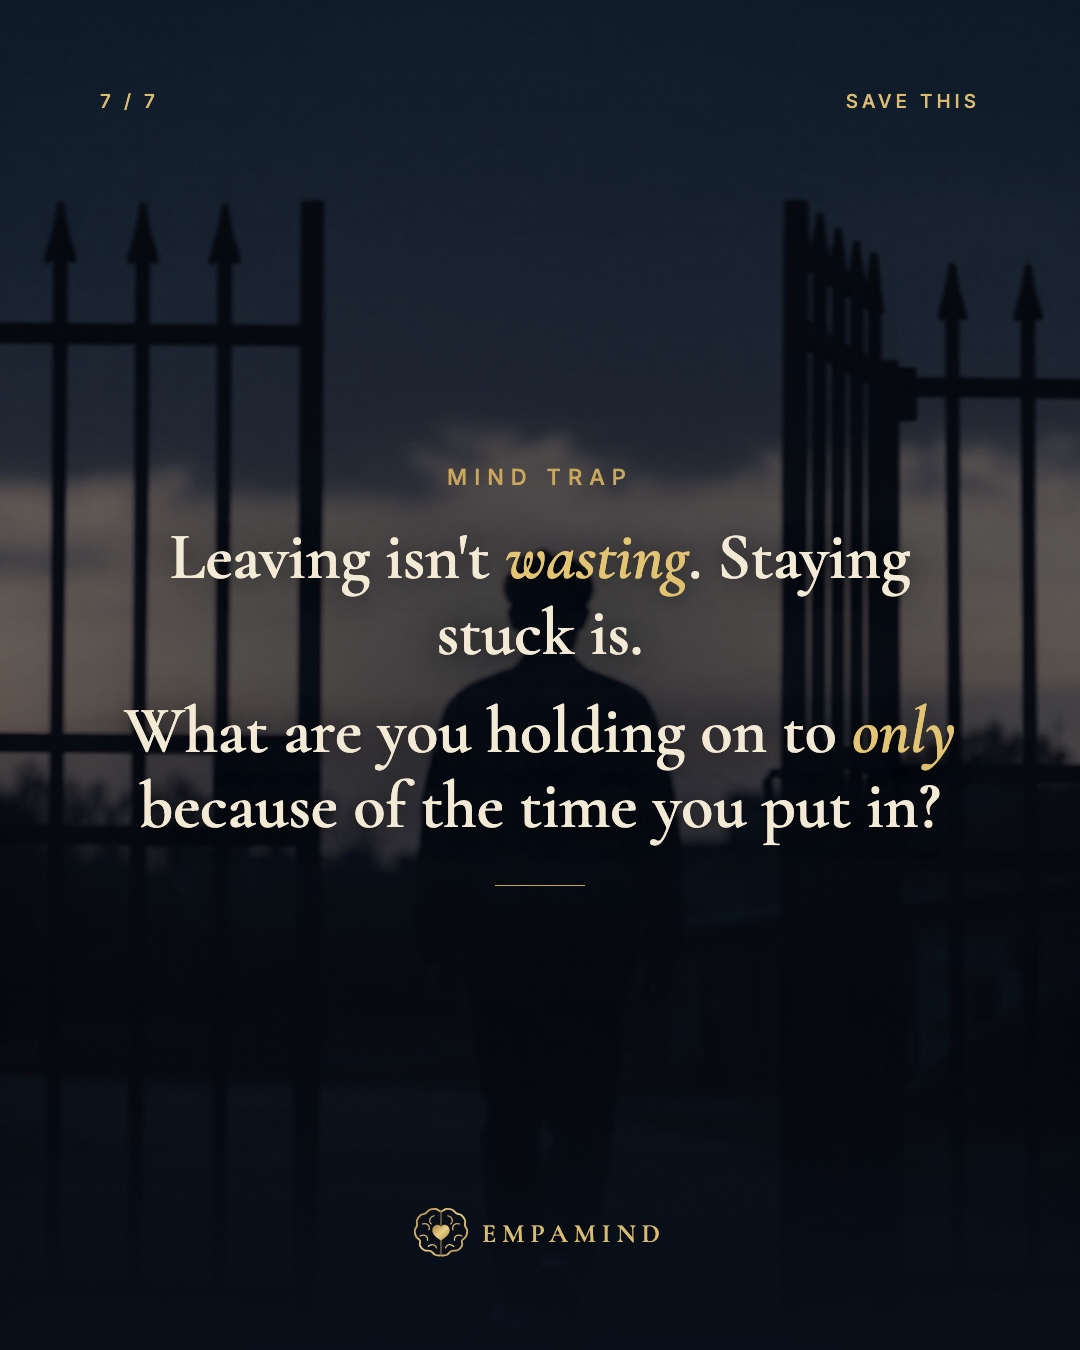 7 / 7
SAVE THIS
MIND TRAP
Leaving isn't wasting. Staying
stuck is.
What are you holding on to only
because of the time you put in?
EMPAMIND